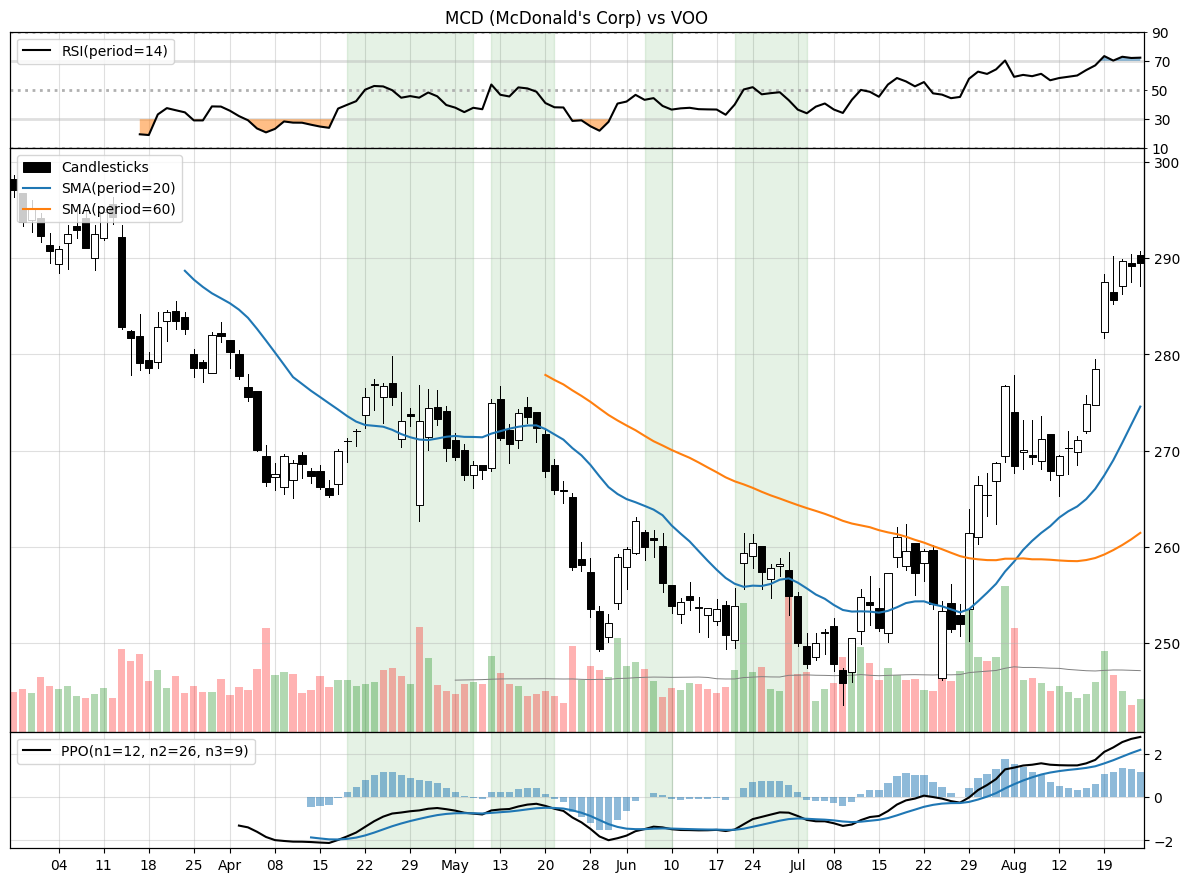 MCD (McDonald's Corp) vs VOO
RSI(period=14)
90
70
50
30
10
Candlesticks
SMA(period=20)
SMA(period=60)
300
290
280
270
260
250
PPO(n1=12, n2=26, n3=9)
2
0
−2
04 11 18 25 Apr 08 15 22 29 May 13 20 28 Jun 10 17 24 Jul 08 15 22 29 Aug 12 19